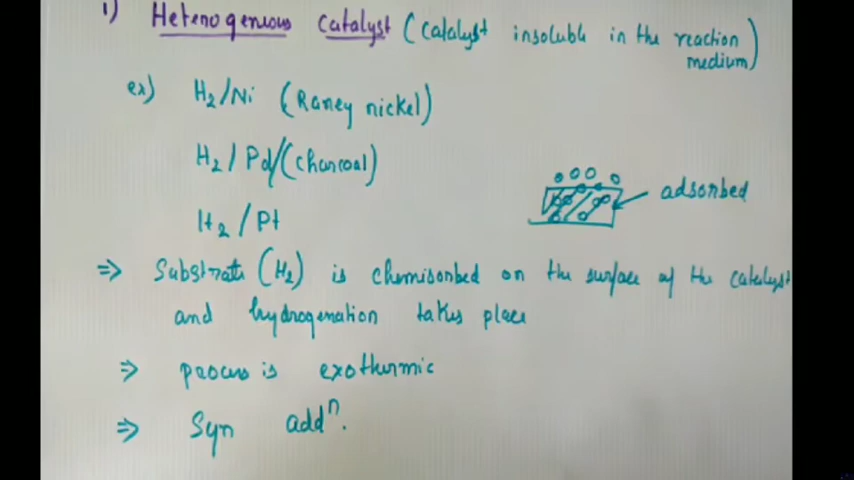 1) Heterogenious catalyst (catalyst insoluble in the reaction
medium)
ex) H2/Ni (Raney nickel)
H2/Pd/(charcoal)
H2/Pt
adsorbed
⇒ Substrate (H2) is chemisorbed on the surface of the catalyst
and hydrogenation takes place
⇒ process is exothermic
⇒ Syn addⁿ.